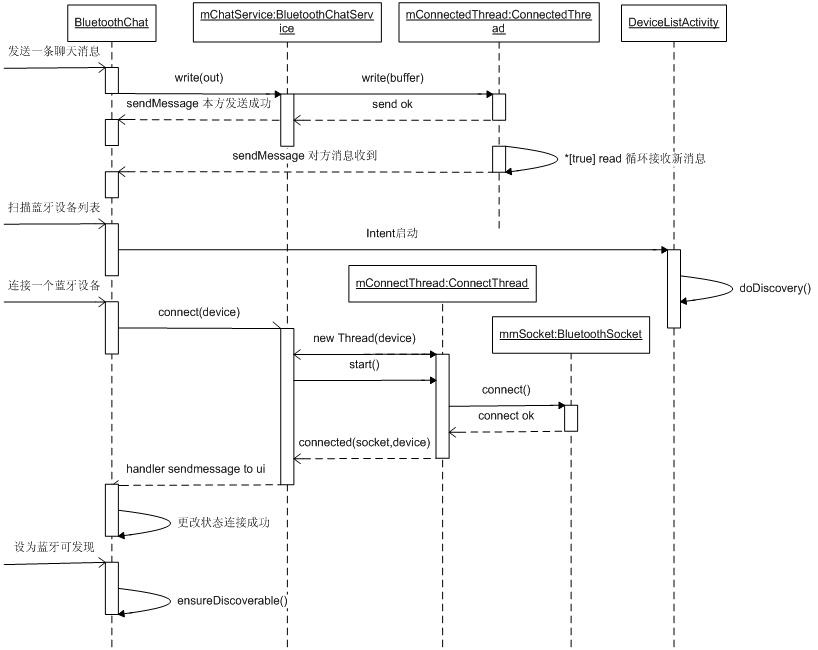 BluetoothChat
mChatService:BluetoothChatServ
ice
mConnectedThread:ConnectedThre
ad
DeviceListActivity
发送一条聊天消息
write(out)
write(buffer)
sendMessage 本方发送成功
send ok
sendMessage 对方消息收到
*[true] read 循环接收新消息
扫描蓝牙设备列表
Intent启动
连接一个蓝牙设备
mConnectThread:ConnectThread
doDiscovery()
connect(device)
mmSocket:BluetoothSocket
new Thread(device)
start()
connect()
connect ok
connected(socket,device)
handler sendmessage to ui
更改状态连接成功
设为蓝牙可发现
ensureDiscoverable()